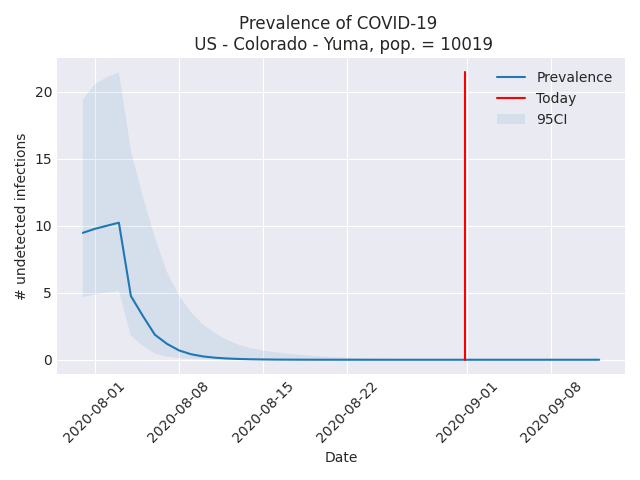 Prevalence of COVID-19
US - Colorado - Yuma, pop. = 10019
Prevalence
Today
95CI
# undetected infections
20
15
10
5
0
2020-08-01
2020-08-08
2020-08-15
2020-08-22
2020-09-01
2020-09-08
Date